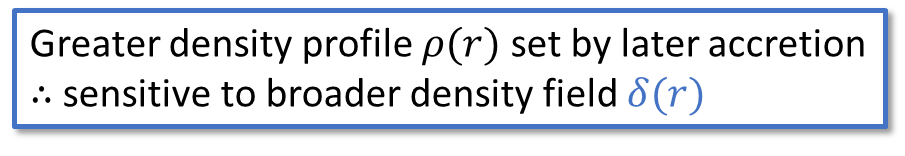 Greater density profile 𝜌(𝑟) set by later accretion
∴ sensitive to broader density field 𝛿(𝑟)